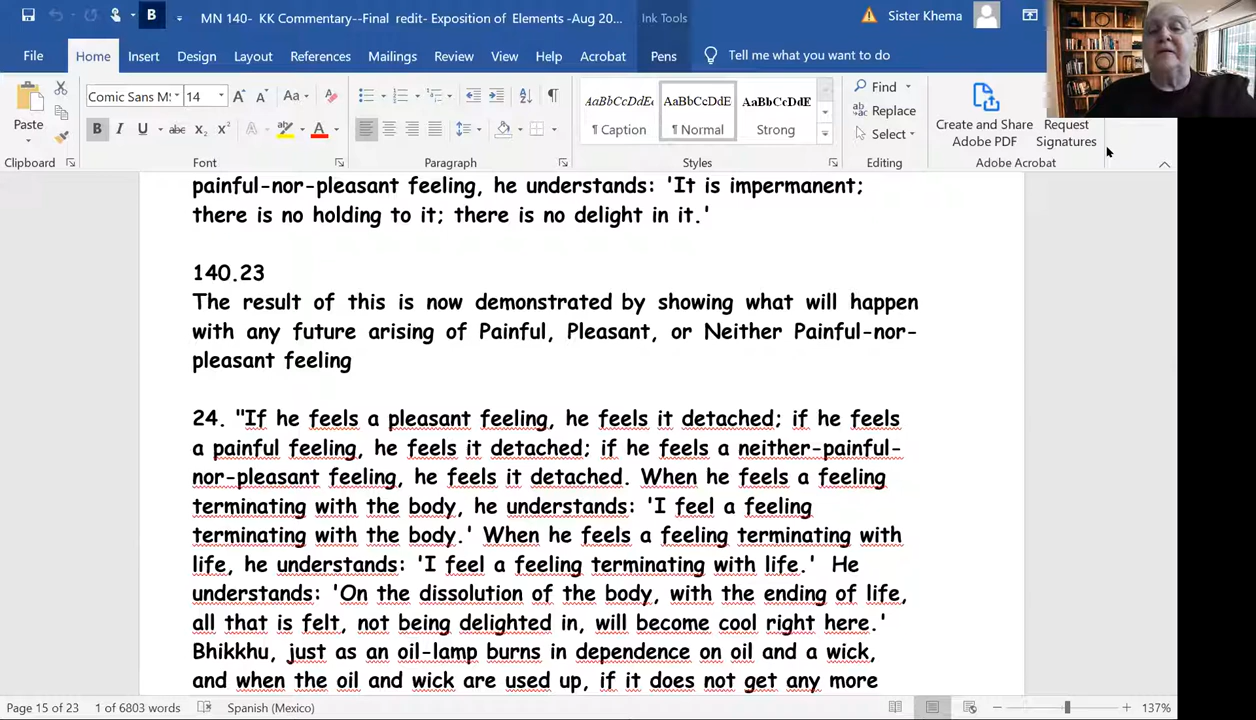 MN 140- KK Commentary--Final redit- Exposition of Elements -Aug 20...
Ink Tools
Sister Khema
File
Home
Insert
Design
Layout
References
Mailings
Review
View
Help
Acrobat
Pens
Tell me what you want to do
Paste
Comic Sans M
14
AaBbCcDdEe
AaBbCcDdE
AaBbCcDdE
¶ Caption
¶ Normal
Strong
Find
Replace
Select
Create and Share
Adobe PDF
Request
Signatures
Clipboard
Font
Paragraph
Styles
Editing
Adobe Acrobat
painful-nor-pleasant feeling, he understands: 'It is impermanent;
there is no holding to it; there is no delight in it.'
140.23
The result of this is now demonstrated by showing what will happen
with any future arising of Painful, Pleasant, or Neither Painful-nor-
pleasant feeling
24. "If he feels a pleasant feeling, he feels it detached; if he feels
a painful feeling, he feels it detached; if he feels a neither-painful-
nor-pleasant feeling, he feels it detached. When he feels a feeling
terminating with the body, he understands: 'I feel a feeling
terminating with the body.' When he feels a feeling terminating with
life, he understands: 'I feel a feeling terminating with life.' He
understands: 'On the dissolution of the body, with the ending of life,
all that is felt, not being delighted in, will become cool right here.'
Bhikkhu, just as an oil-lamp burns in dependence on oil and a wick,
and when the oil and wick are used up, if it does not get any more
Page 15 of 23
1 of 6803 words
Spanish (Mexico)
137%